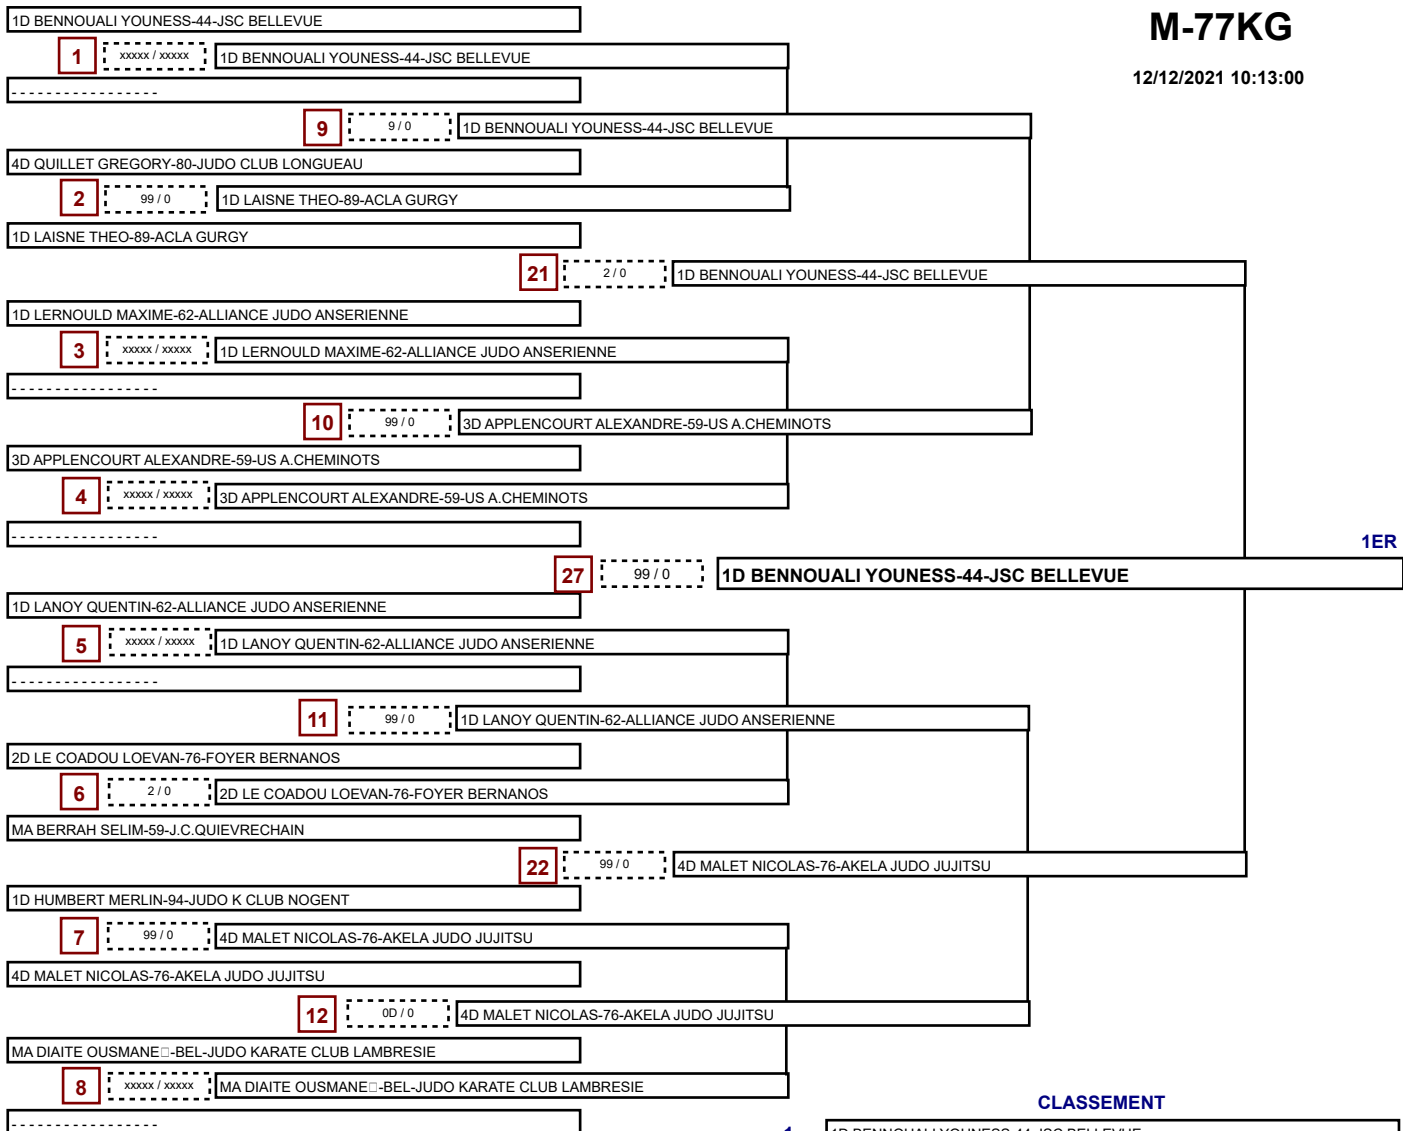 M-77KG
12/12/2021 10:13:00
1D BENNOUALI YOUNESS-44-JSC BELLEVUE
1 xxxxx / xxxxx 1D BENNOUALI YOUNESS-44-JSC BELLEVUE
- - - - - - - - - - - - - - - - -
9 9 / 0 1D BENNOUALI YOUNESS-44-JSC BELLEVUE
4D QUILLET GREGORY-80-JUDO CLUB LONGUEAU
2 99 / 0 1D LAISNE THEO-89-ACLA GURGY
1D LAISNE THEO-89-ACLA GURGY
21 2 / 0 1D BENNOUALI YOUNESS-44-JSC BELLEVUE
1D LERNOULD MAXIME-62-ALLIANCE JUDO ANSERIENNE
3 xxxxx / xxxxx 1D LERNOULD MAXIME-62-ALLIANCE JUDO ANSERIENNE
- - - - - - - - - - - - - - - - -
10 99 / 0 3D APPLENCOURT ALEXANDRE-59-US A.CHEMINOTS
3D APPLENCOURT ALEXANDRE-59-US A.CHEMINOTS
4 xxxxx / xxxxx 3D APPLENCOURT ALEXANDRE-59-US A.CHEMINOTS
- - - - - - - - - - - - - - - - -
1ER
27 99 / 0 1D BENNOUALI YOUNESS-44-JSC BELLEVUE
1D LANOY QUENTIN-62-ALLIANCE JUDO ANSERIENNE
5 xxxxx / xxxxx 1D LANOY QUENTIN-62-ALLIANCE JUDO ANSERIENNE
- - - - - - - - - - - - - - - - -
11 99 / 0 1D LANOY QUENTIN-62-ALLIANCE JUDO ANSERIENNE
2D LE COADOU LOEVAN-76-FOYER BERNANOS
6 2 / 0 2D LE COADOU LOEVAN-76-FOYER BERNANOS
MA BERRAH SELIM-59-J.C.QUIEVRECHAIN
22 99 / 0 4D MALET NICOLAS-76-AKELA JUDO JUJITSU
1D HUMBERT MERLIN-94-JUDO K CLUB NOGENT
7 99 / 0 4D MALET NICOLAS-76-AKELA JUDO JUJITSU
4D MALET NICOLAS-76-AKELA JUDO JUJITSU
12 0D / 0 4D MALET NICOLAS-76-AKELA JUDO JUJITSU
MA DIAITE OUSMANE□-BEL-JUDO KARATE CLUB LAMBRESIE
8 xxxxx / xxxxx MA DIAITE OUSMANE□-BEL-JUDO KARATE CLUB LAMBRESIE
CLASSEMENT
- - - - - - - - - - - - - - - - -
1 1D BENNOUALI YOUNESS-44-JSC BELLEVUE